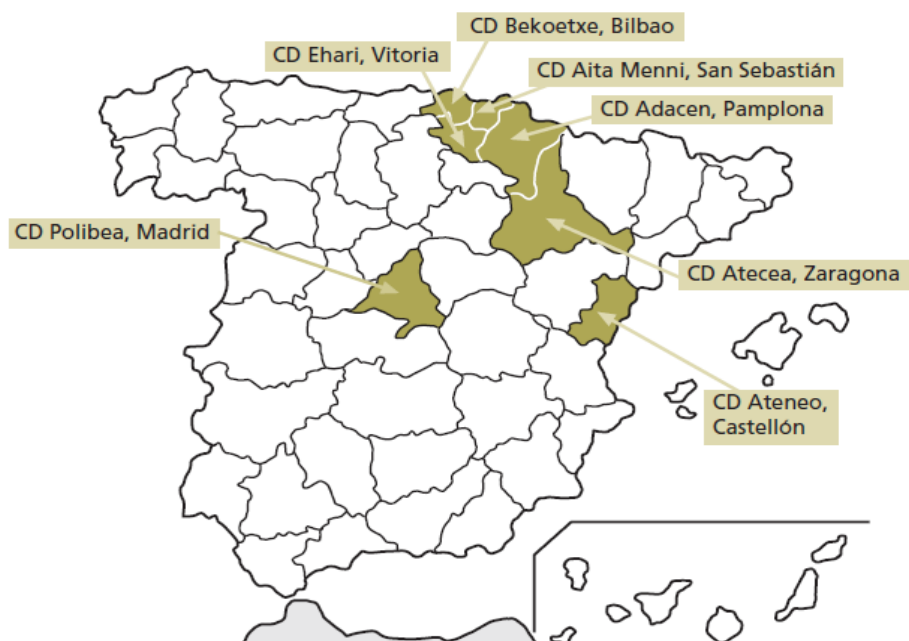 CD Bekoetxe, Bilbao
CD Ehari, Vitoria
CD Aita Menni, San Sebastián
CD Adacen, Pamplona
CD Polibea, Madrid
CD Atecea, Zaragona
CD Ateneo,
Castellón